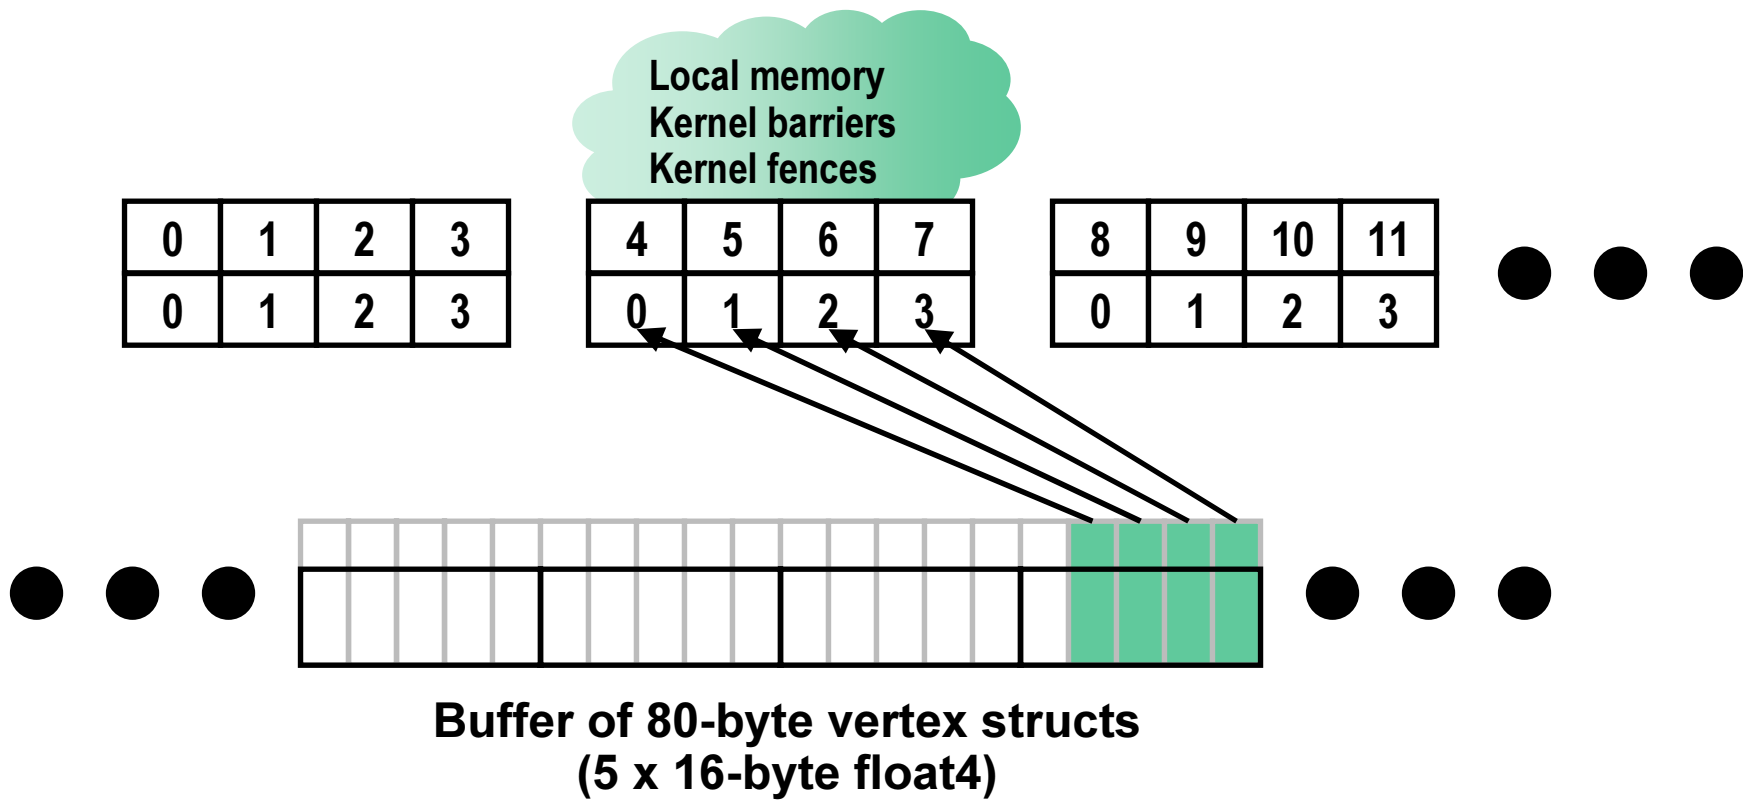 Local memory
Kernel barriers
Kernel fences
0 1 2 3 4 5 6 7 8 9 10 11
0 1 2 3 0 1 2 3 0 1 2 3
Buffer of 80-byte vertex structs
(5 x 16-byte float4)